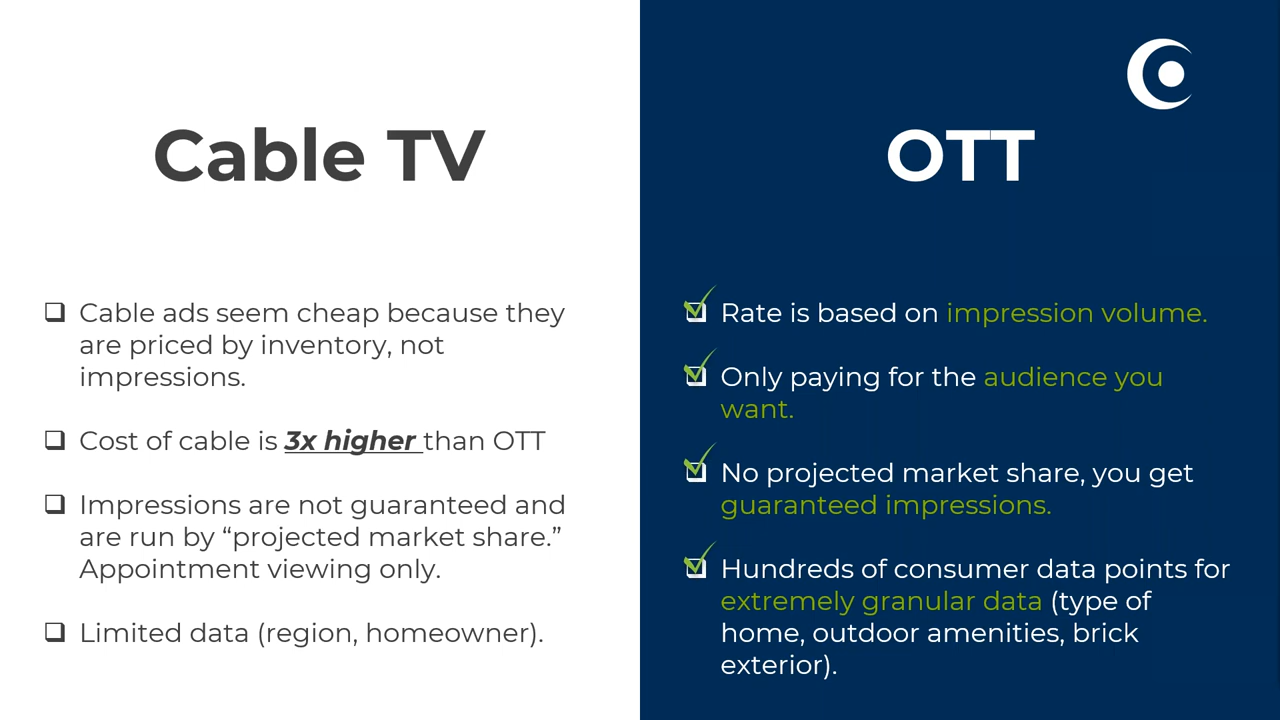 Cable TV
Cable ads seem cheap because they
are priced by inventory, not
impressions.
Cost of cable is 3x higher than OTT
Impressions are not guaranteed and
are run by “projected market share.”
Appointment viewing only.
Limited data (region, homeowner).
OTT
Rate is based on impression volume.
Only paying for the audience you
want.
No projected market share, you get
guaranteed impressions.
Hundreds of consumer data points for
extremely granular data (type of
home, outdoor amenities, brick
exterior).